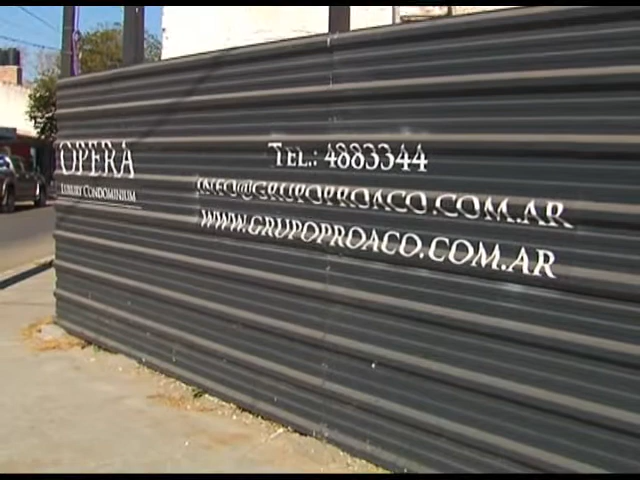 OPERA
LUXURY CONDOMINIUM
TEL.: 4883344
INFO@GRUPOPROACO.COM.AR
WWW.GRUPOPROACO.COM.AR